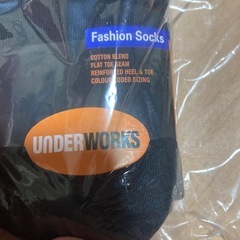 Fashion Socks
COTTON BLEND
FLAT TOE SEAM
REINFORCED HEEL & TOE
COLOUR CODED SIZING
UNDERWORKS